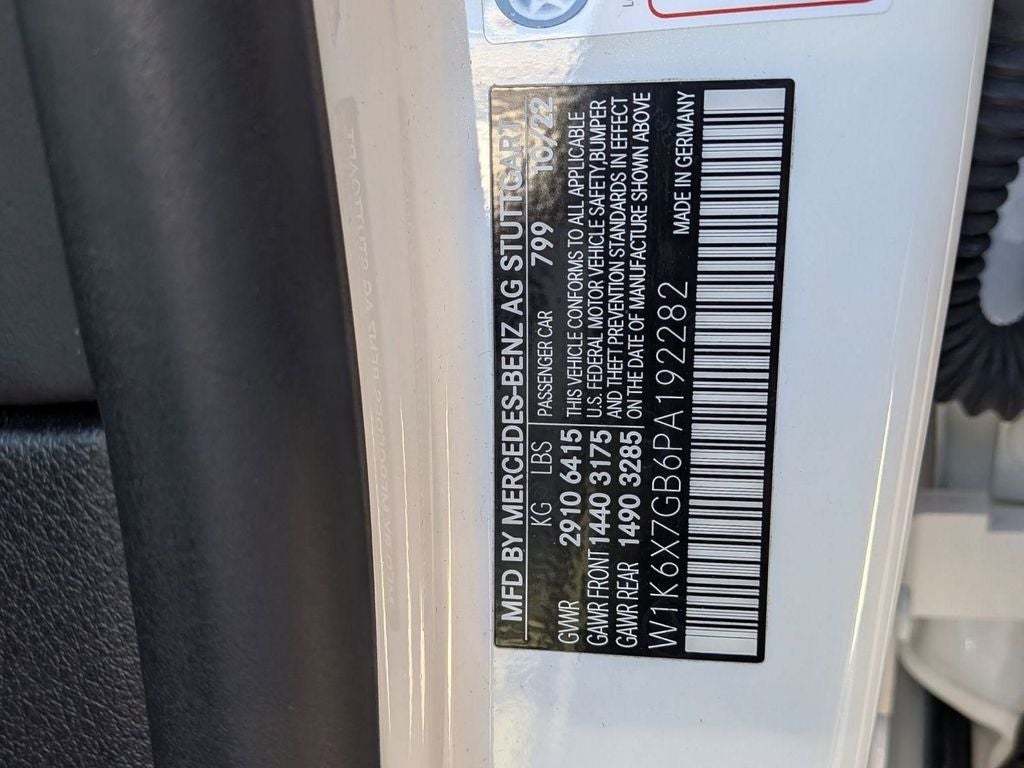 MFD BY MERCEDES-BENZ AG STUTTGART
KG LBS PASSENGER CAR 799 10/22
GVWR 2910 6415 THIS VEHICLE CONFORMS TO ALL APPLICABLE
GAWR FRONT 1440 3175 U.S. FEDERAL MOTOR VEHICLE SAFETY,BUMPER
GAWR REAR 1490 3285 AND THEFT PREVENTION STANDARDS IN EFFECT
ON THE DATE OF MANUFACTURE SHOWN ABOVE
W1K6X7GB6PA192282 MADE IN GERMANY